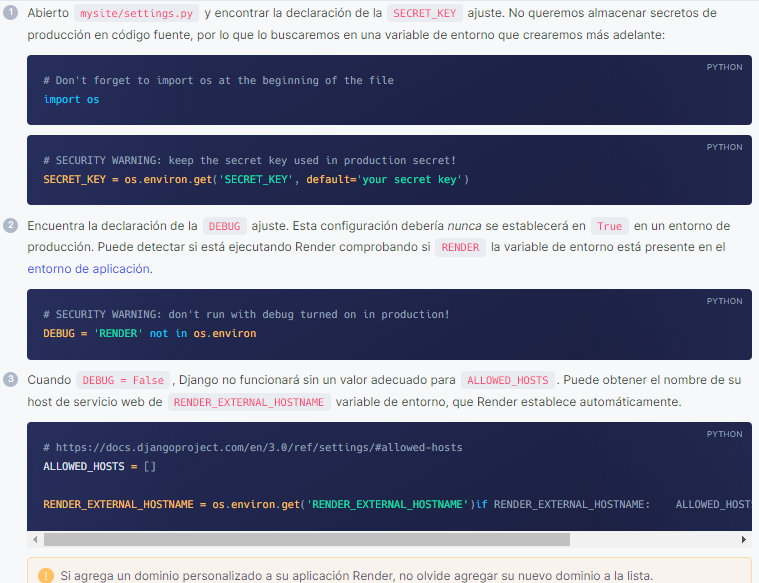 1 Abierto mysite/settings.py y encontrar la declaración de la SECRET_KEY ajuste. No queremos almacenar secretos de
producción en código fuente, por lo que lo buscaremos en una variable de entorno que crearemos más adelante:
PYTHON
# Don't forget to import os at the beginning of the file
import os
PYTHON
# SECURITY WARNING: keep the secret key used in production secret!
SECRET_KEY = os.environ.get('SECRET_KEY', default='your secret key')
2 Encuentra la declaración de la DEBUG ajuste. Esta configuración debería nunca se establecerá en True en un entorno de
producción. Puede detectar si está ejecutando Render comprobando si RENDER la variable de entorno está presente en el
entorno de aplicación.
PYTHON
# SECURITY WARNING: don't run with debug turned on in production!
DEBUG = 'RENDER' not in os.environ
3 Cuando DEBUG = False , Django no funcionará sin un valor adecuado para ALLOWED_HOSTS . Puede obtener el nombre de su
host de servicio web de RENDER_EXTERNAL_HOSTNAME variable de entorno, que Render establece automáticamente.
PYTHON
# https://docs.djangoproject.com/en/3.0/ref/settings/#allowed-hosts
ALLOWED_HOSTS = []
RENDER_EXTERNAL_HOSTNAME = os.environ.get('RENDER_EXTERNAL_HOSTNAME')if RENDER_EXTERNAL_HOSTNAME: ALLOWED_HOST
! Si agrega un dominio personalizado a su aplicación Render, no olvide agregar su nuevo dominio a la lista.